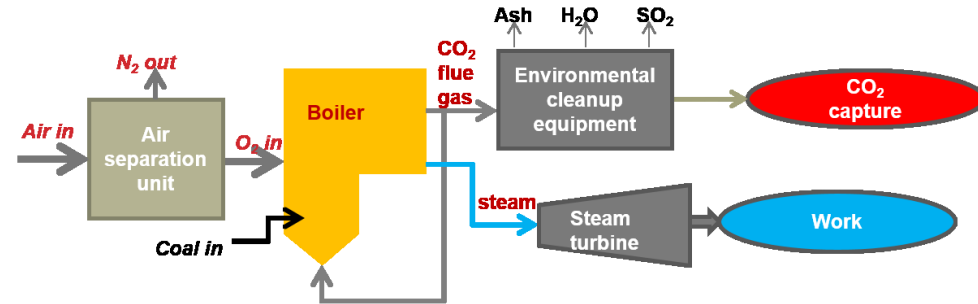 Ash
H₂O
SO₂
N₂ out
CO₂
flue
gas
Environmental
cleanup
equipment
CO₂
capture
Boiler
Air in
Air
separation
unit
O₂ in
steam
Steam
turbine
Work
Coal in